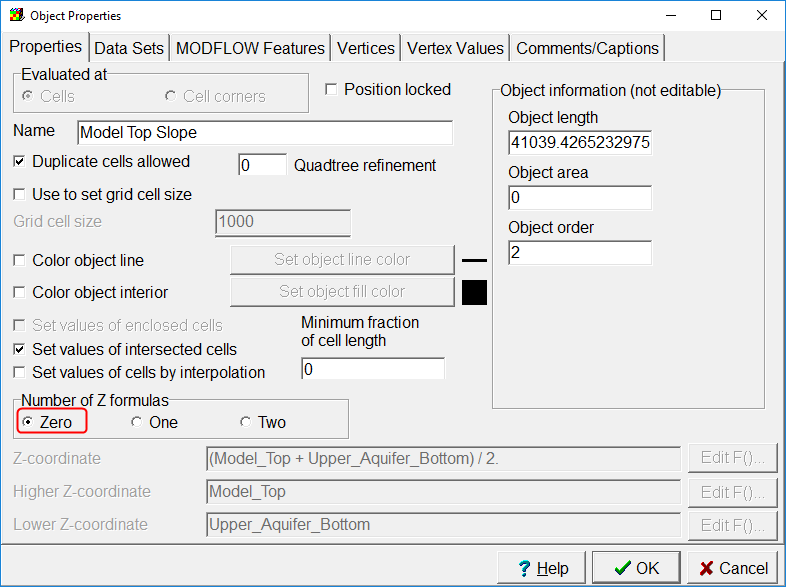 Object Properties
Properties Data Sets MODFLOW Features Vertices Vertex Values Comments/Captions
Evaluated at
Cells Cell corners
Position locked
Name Model Top Slope
Duplicate cells allowed 0 Quadtree refinement
Use to set grid cell size
Grid cell size 1000
Color object line Set object line color
Color object interior Set object fill color
Set values of enclosed cells
Set values of intersected cells
Set values of cells by interpolation
Minimum fraction
of cell length
0
Number of Z formulas
Zero One Two
Z-coordinate (Model_Top + Upper_Aquifer_Bottom) / 2. Edit F()...
Higher Z-coordinate Model_Top Edit F()...
Lower Z-coordinate Upper_Aquifer_Bottom Edit F()...
Object information (not editable)
Object length
41039.4265232975
Object area
0
Object order
2
? Help OK Cancel